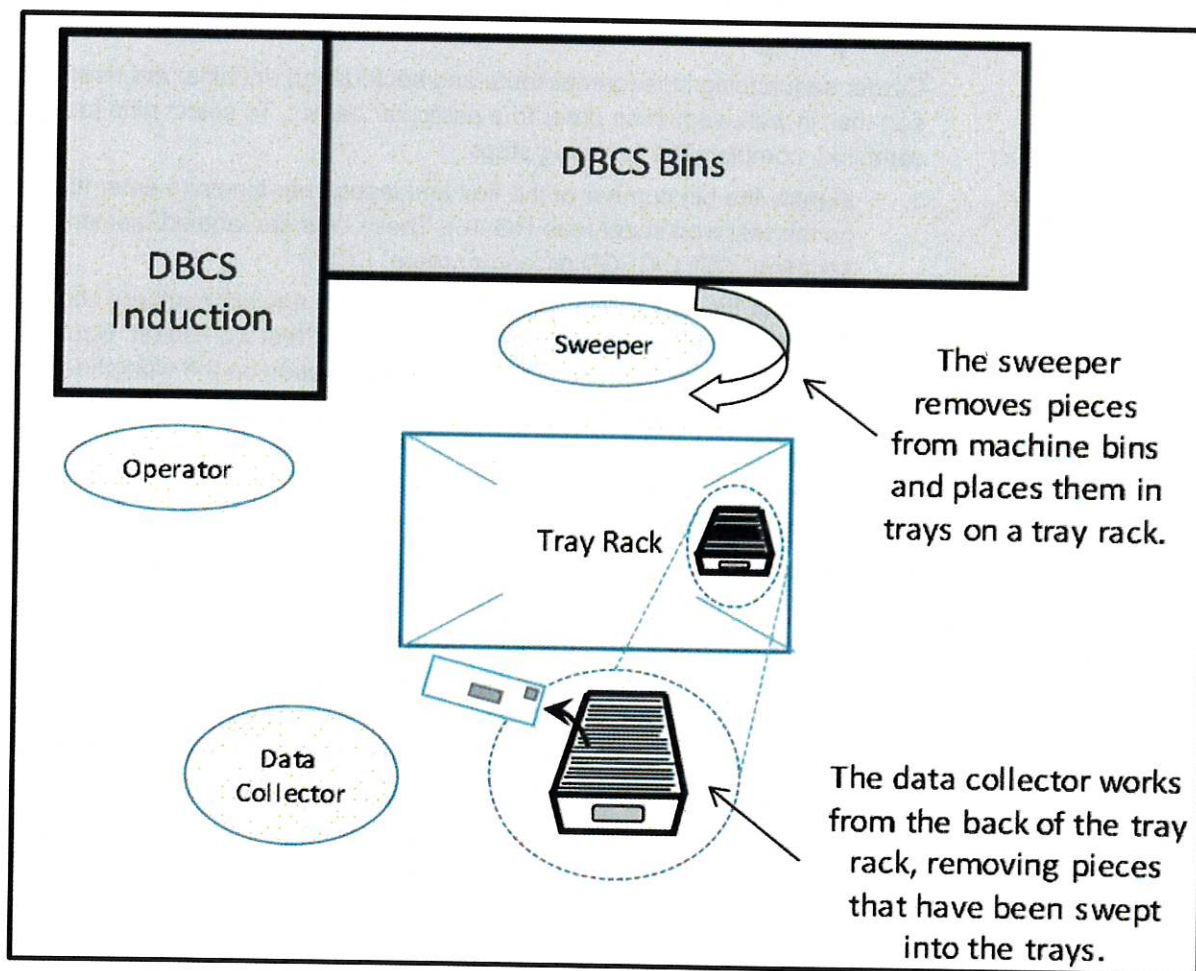 DBCS Bins
DBCS
Induction
Sweeper
The sweeper
removes pieces
from machine bins
and places them in
trays on a tray rack.
Operator
Tray Rack
Data
Collector
The data collector works
from the back of the tray
rack, removing pieces
that have been swept
into the trays.